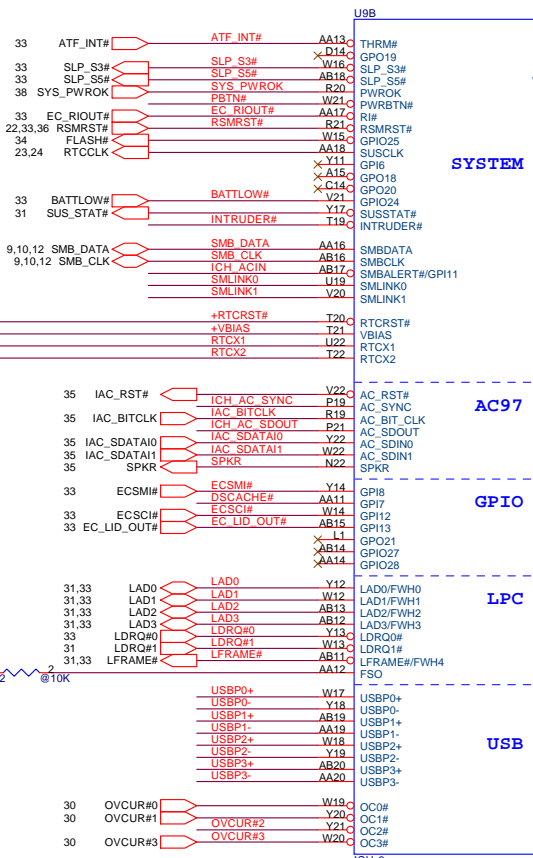 U9B
33 ATF_INT# ATF_INT# AA13 THRM#
D14 GPO19
33 SLP_S3# SLP_S3# W16 SLP_S3#
33 SLP_S5# SLP_S5# AB18 SLP_S5#
38 SYS_PWROK SYS_PWROK R20 PWROK
PBTN# W21 PWRBTN#
33 EC_RIOUT# EC_RIOUT# AA17 RI#
22,33,36 RSMRST# RSMRST# R21 RSMRST#
34 FLASH# W15 GPIO25
23,24 RTCCLK AA18 SUSCLK
Y11 GPI6
SYSTEM
A15 GPO18
C14 GPO20
33 BATTLOW# BATTLOW# V21 GPIO24
31 SUS_STAT# Y17 SUSSTAT#
INTRUDER# T19 INTRUDER#
9,10,12 SMB_DATA SMB_DATA AA16 SMBDATA
9,10,12 SMB_CLK SMB_CLK AB16 SMBCLK
ICH_ACIN AB17 SMBALERT#/GPI11
SMLINK0 U19 SMLINK0
SMLINK1 V20 SMLINK1
+RTCRST# T20 RTCRST#
+VBIAS T21 VBIAS
RTCX1 U22 RTCX1
RTCX2 T22 RTCX2
35 IAC_RST# V22 AC_RST#
ICH_AC_SYNC P19 AC_SYNC
AC97
35 IAC_BITCLK IAC_BITCLK R19 AC_BIT_CLK
ICH_AC_SDOUT P21 AC_SDOUT
35 IAC_SDATAI0 IAC_SDATAI0 Y22 AC_SDIN0
35 IAC_SDATAI1 IAC_SDATAI1 W22 AC_SDIN1
35 SPKR SPKR N22 SPKR
33 ECSMI# ECSMI# Y14 GPI8
DSCACHE# AA11 GPI7
GPIO
33 ECSCI# ECSCI# W14 GPI12
33 EC_LID_OUT# EC_LID_OUT# AB15 GPI13
L1 GPO21
AB14 GPIO27
AA14 GPIO28
31,33 LAD0 LAD0 Y12 LAD0/FWH0
31,33 LAD1 LAD1 W12 LAD1/FWH1
LPC
31,33 LAD2 LAD2 AB13 LAD2/FWH2
31,33 LAD3 LAD3 AB12 LAD3/FWH3
33 LDRQ#0 LDRQ#0 Y13 LDRQ0#
31 LDRQ#1 LDRQ#1 W13 LDRQ1#
31,33 LFRAME# LFRAME# AB11 LFRAME#/FWH4
2 2 AA12 FSO
@10K
USBP0+ W17 USBP0+
USBP0- Y18 USBP0-
USBP1+ AB19 USBP1+
USBP1- AA19 USBP1-
USB
USBP2+ W18 USBP2+
USBP2- Y19 USBP2-
USBP3+ AB20 USBP3+
USBP3- AA20 USBP3-
30 OVCUR#0 W19 OC0#
30 OVCUR#1 Y20 OC1#
OVCUR#2 Y21 OC2#
30 OVCUR#3 OVCUR#3 W20 OC3#